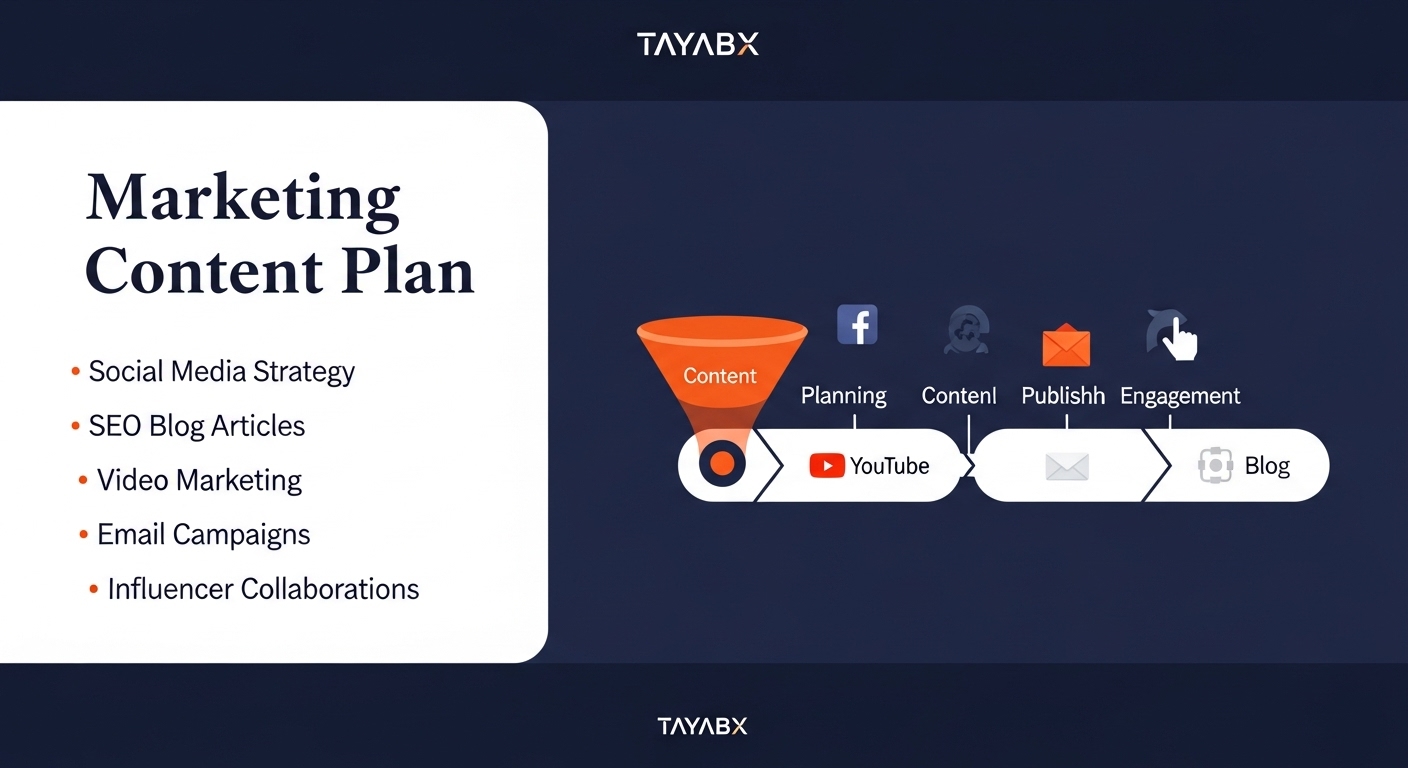 TAYABX
Marketing
Content Plan
• Social Media Strategy
• SEO Blog Articles
• Video Marketing
• Email Campaigns
• Influencer Collaborations
Content
Planning
Contenl
Publishh
Engagement
YouTube
Blog
TAYABX